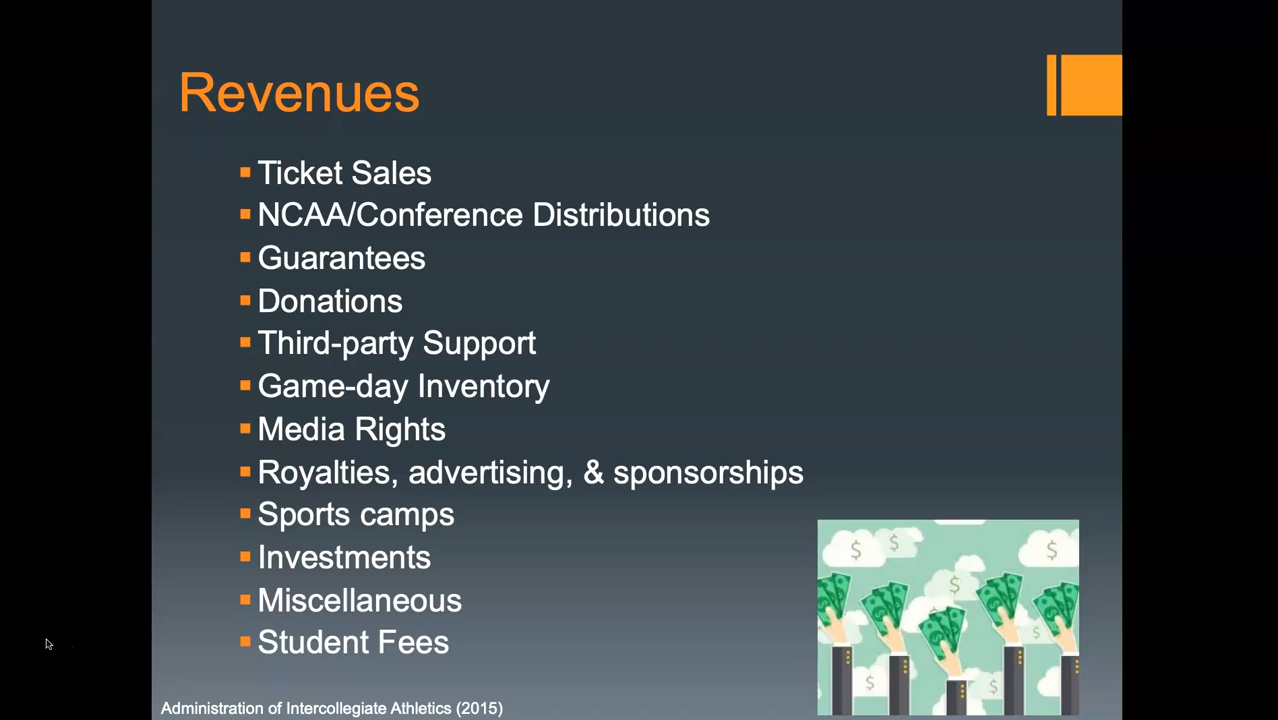 Revenues
Ticket Sales
NCAA/Conference Distributions
Guarantees
Donations
Third-party Support
Game-day Inventory
Media Rights
Royalties, advertising, & sponsorships
Sports camps
Investments
Miscellaneous
Student Fees
Administration of Intercollegiate Athletics (2015)